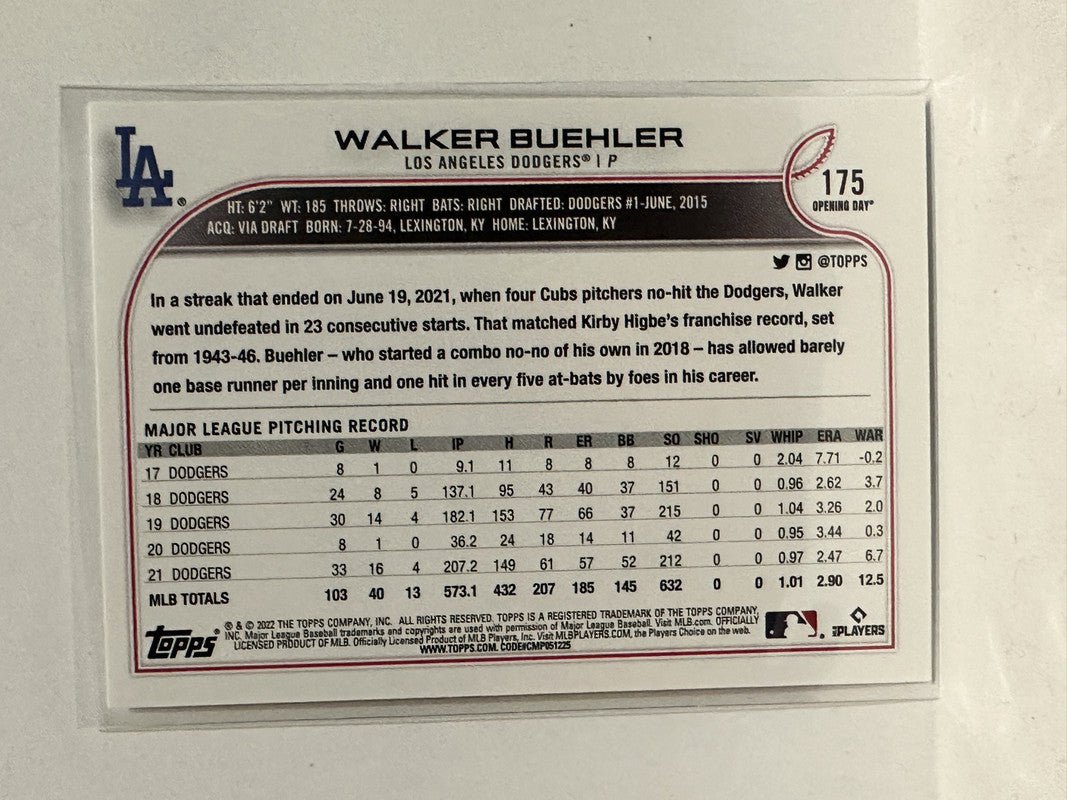 LA®
WALKER BUEHLER
LOS ANGELES DODGERS® | P
175
OPENING DAY®
HT: 6'2" WT: 185 THROWS: RIGHT BATS: RIGHT DRAFTED: DODGERS #1-JUNE, 2015
ACQ: VIA DRAFT BORN: 7-28-94, LEXINGTON, KY HOME: LEXINGTON, KY
@TOPPS
In a streak that ended on June 19, 2021, when four Cubs pitchers no-hit the Dodgers, Walker
went undefeated in 23 consecutive starts. That matched Kirby Higbe's franchise record, set
from 1943-46. Buehler – who started a combo no-no of his own in 2018 – has allowed barely
one base runner per inning and one hit in every five at-bats by foes in his career.
MAJOR LEAGUE PITCHING RECORD
YR CLUB G W L IP H R ER BB SO SHO SV WHIP ERA WAR
17 DODGERS 8 1 0 9.1 11 8 8 8 12 0 0 2.04 7.71 -0.2
18 DODGERS 24 8 5 137.1 95 43 40 37 151 0 0 0.96 2.62 3.7
19 DODGERS 30 14 4 182.1 153 77 66 37 215 0 0 1.04 3.26 2.0
20 DODGERS 8 1 0 36.2 24 18 14 11 42 0 0 0.95 3.44 0.3
21 DODGERS 33 16 4 207.2 149 61 57 52 212 0 0 0.97 2.47 6.7
MLB TOTALS 103 40 13 573.1 432 207 185 145 632 0 0 1.01 2.90 12.5
Topps®
® & © 2022 THE TOPPS COMPANY, INC. ALL RIGHTS RESERVED. TOPPS IS A REGISTERED TRADEMARK OF THE TOPPS COMPANY,
INC. Major League Baseball trademarks and copyrights are used with permission of Major League Baseball. Visit MLB.com. OFFICIALLY
LICENSED PRODUCT OF MLB. Officially Licensed Product of MLB Players, Inc. Visit MLBPLAYERS.COM, the Players Choice on the web.
WWW.TOPPS.COM. CODE#CMP051225
MLB PLAYERS